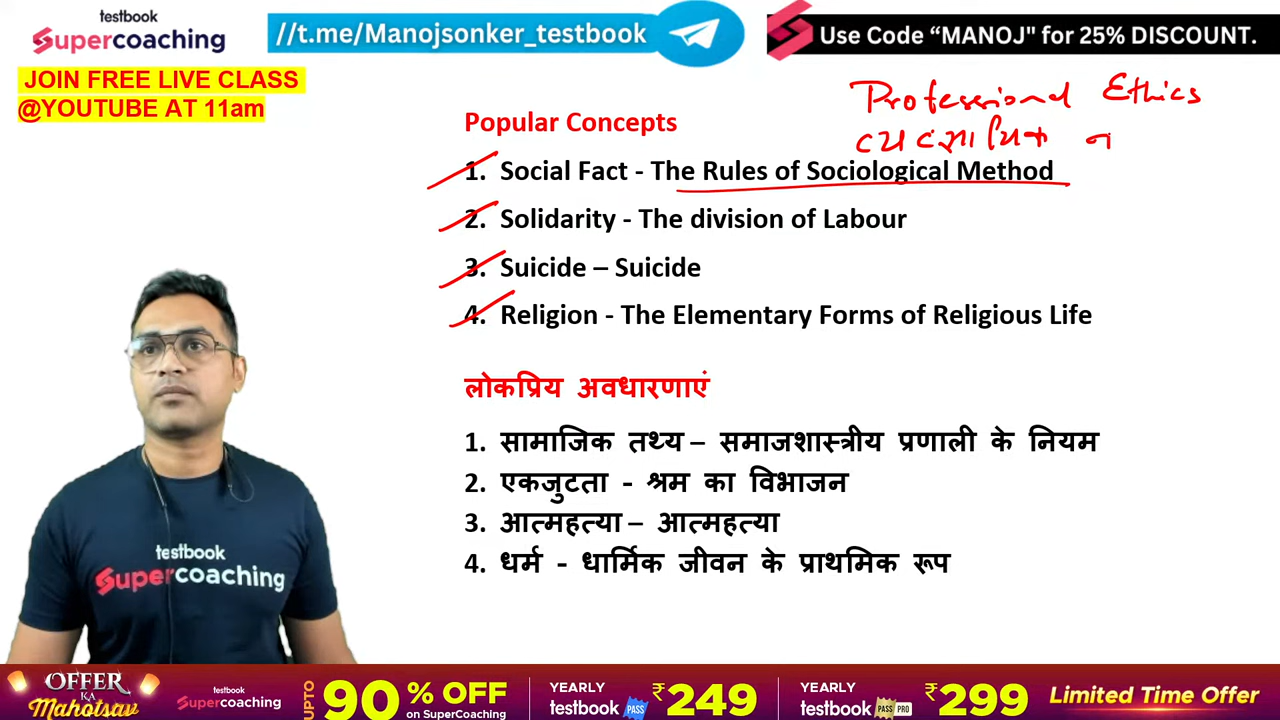 testbook
Supercoaching
//t.me/Manojsonker_testbook
Use Code “MANOJ" for 25% DISCOUNT.
JOIN FREE LIVE CLASS
@YOUTUBE AT 11am
Professional Ethics
Popular Concepts
1. Social Fact - The Rules of Sociological Method
2. Solidarity - The division of Labour
3. Suicide – Suicide
4. Religion - The Elementary Forms of Religious Life
लोकप्रिय अवधारणाएं
1. सामाजिक तथ्य – समाजशास्त्रीय प्रणाली के नियम
2. एकजुटता - श्रम का विभाजन
3. आत्महत्या – आत्महत्या
4. धर्म - धार्मिक जीवन के प्राथमिक रूप
testbook
Supercoaching
OFFER
KA
Mahotsav
testbook
Supercoaching
UPTO 90% OFF
on SuperCoaching
YEARLY
testbook PASS
₹249
YEARLY
testbook PASS PRO
₹299
Limited Time Offer